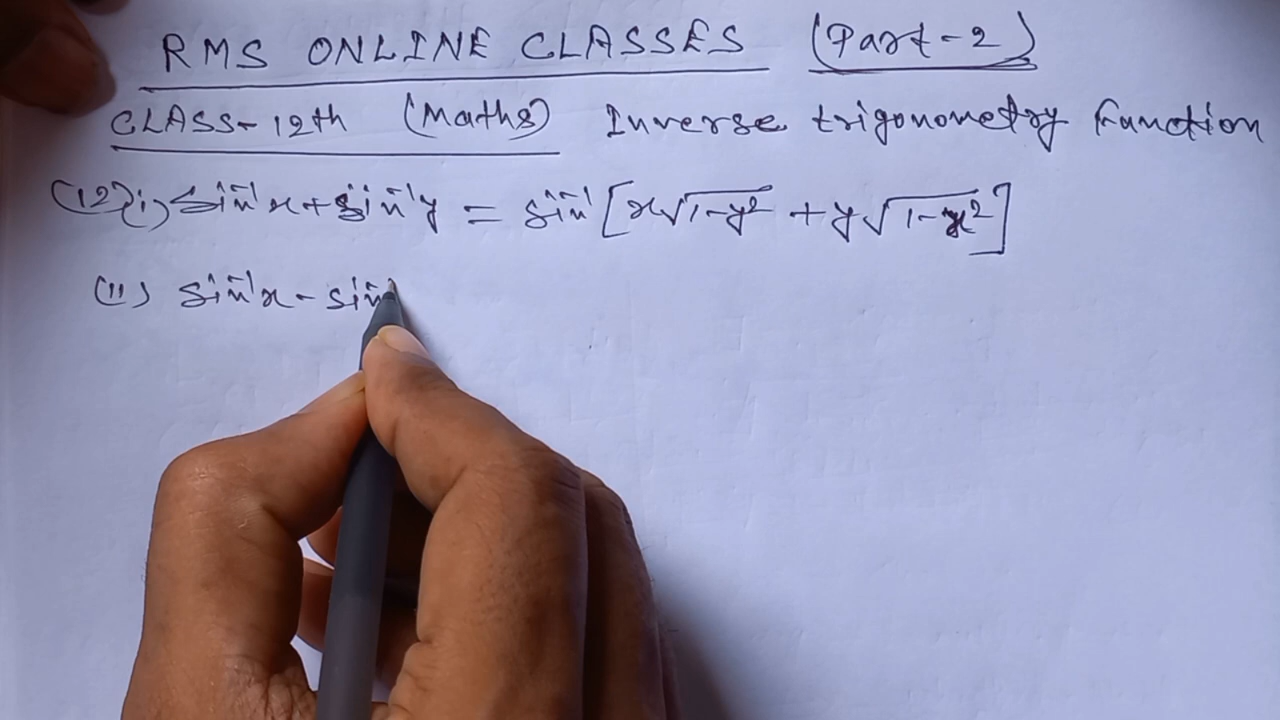 RMS ONLINE CLASSES (Part-2)
CLASS-12th (Maths) Inverse trigonometry function
(12)(i) sin⁻¹x + sin⁻¹y = sin⁻¹[x√1-y² + y√1-x²]
(ii) sin⁻¹x - sin